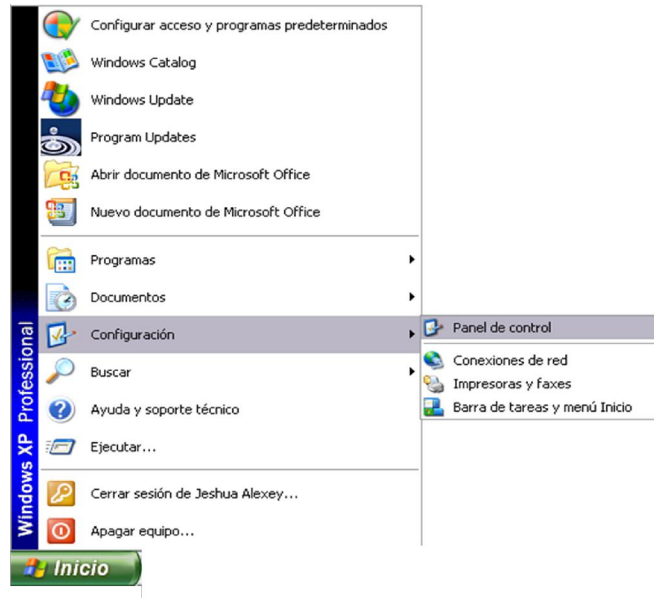 Configurar acceso y programas predeterminados
Windows Catalog
Windows Update
Program Updates
Abrir documento de Microsoft Office
Nuevo documento de Microsoft Office
Programas
Documentos
Configuración
Buscar
Ayuda y soporte técnico
Ejecutar...
Cerrar sesión de Jeshua Alexey...
Apagar equipo...
Panel de control
Conexiones de red
Impresoras y faxes
Barra de tareas y menú Inicio
Windows XP Professional
Inicio